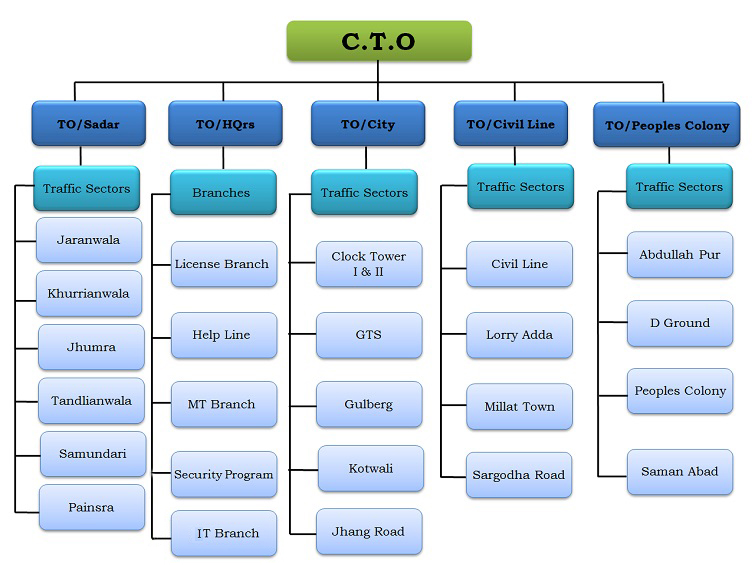 C.T.O
TO/Sadar
TO/HQrs
TO/City
TO/Civil Line
TO/Peoples Colony
Traffic Sectors
Jaranwala
Khurrianwala
Jhumra
Tandlianwala
Samundari
Painsra
Branches
License Branch
Help Line
MT Branch
Security Program
IT Branch
Traffic Sectors
Clock Tower
I & II
GTS
Gulberg
Kotwali
Jhang Road
Traffic Sectors
Civil Line
Lorry Adda
Millat Town
Sargodha Road
Traffic Sectors
Abdullah Pur
D Ground
Peoples Colony
Saman Abad